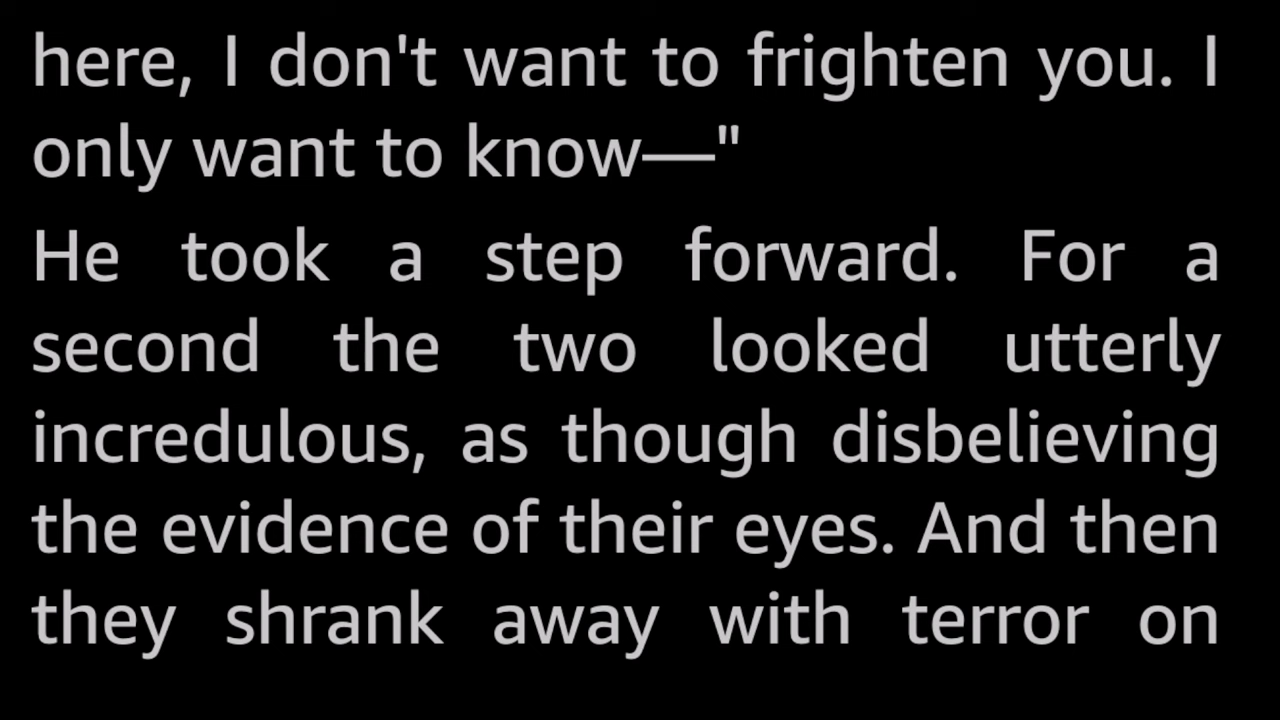 here, I don't want to frighten you. I
only want to know—"
He took a step forward. For a
second the two looked utterly
incredulous, as though disbelieving
the evidence of their eyes. And then
they shrank away with terror on